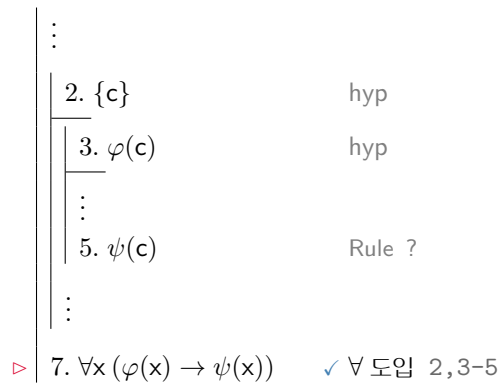 ⋮
2. {c} hyp
3. φ(c) hyp
⋮
5. ψ(c) Rule ?
⋮
▷ 7. ∀x (φ(x) → ψ(x)) ✓ ∀ 도입 2,3-5